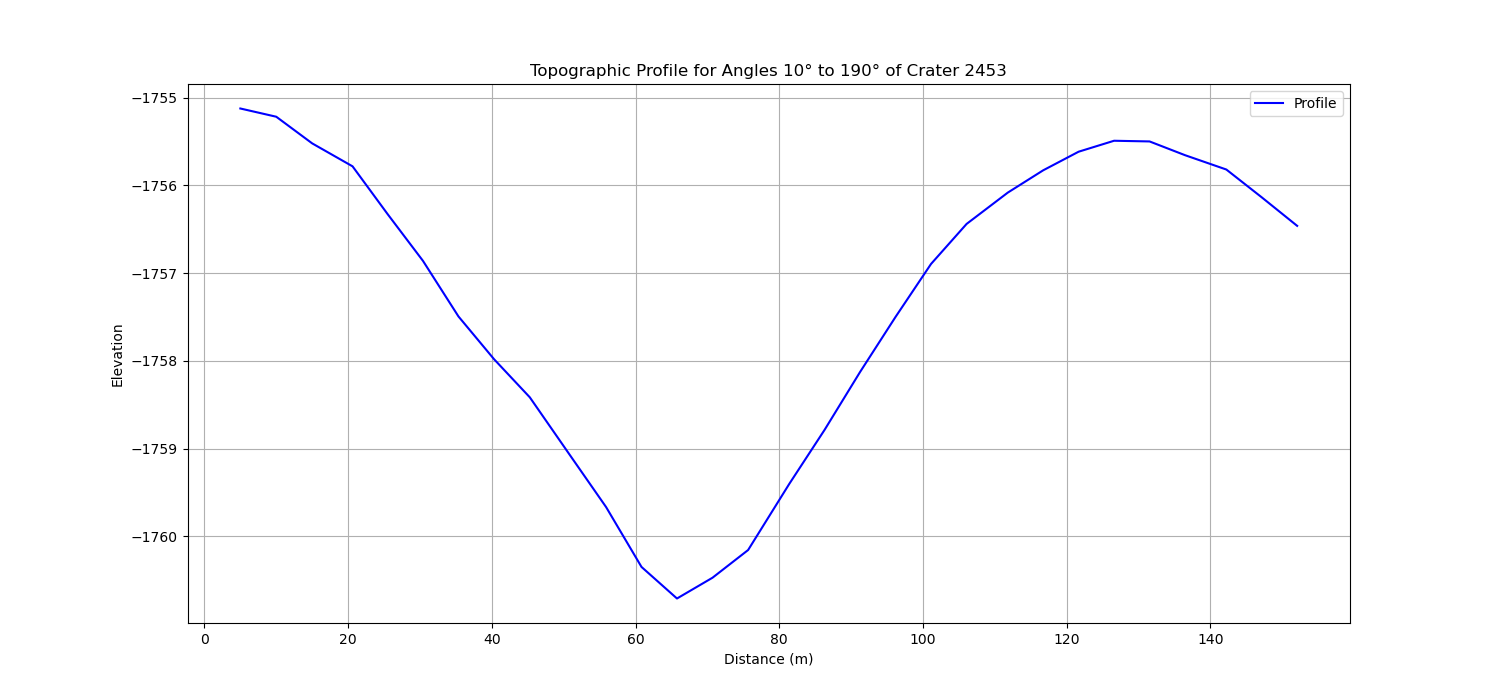 Topographic Profile for Angles 10° to 190° of Crater 2453
Profile
−1755
−1756
−1757
−1758
−1759
−1760
Elevation
0 20 40 60 80 100 120 140
Distance (m)